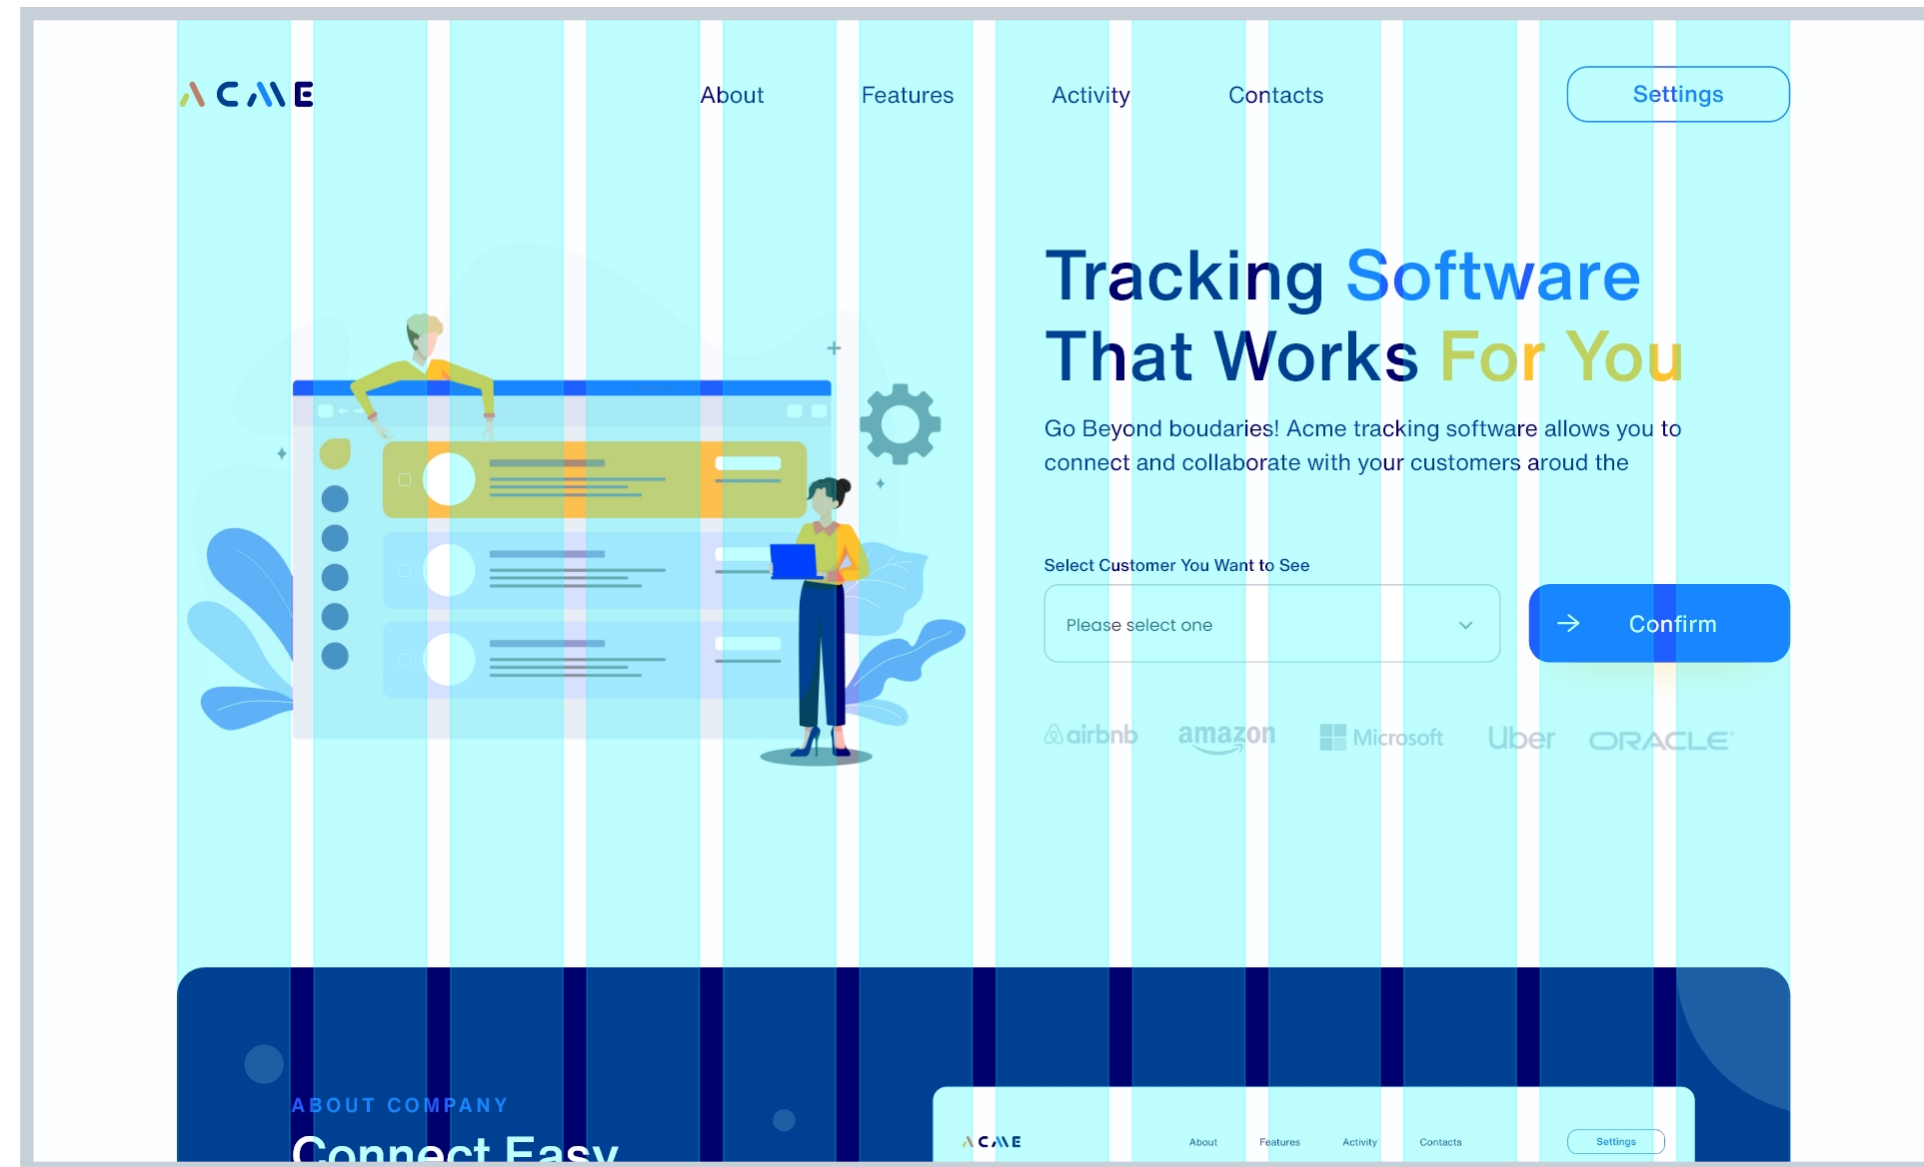 ACME
About
Features
Activity
Contacts
Settings
Tracking Software
That Works For You
Go Beyond boudaries! Acme tracking software allows you to
connect and collaborate with your customers aroud the
Select Customer You Want to See
Please select one
Confirm
airbnb
amazon
Microsoft
Uber
ORACLE
ABOUT COMPANY
Connect Easy
ACME
About
Features
Activity
Contacts
Settings